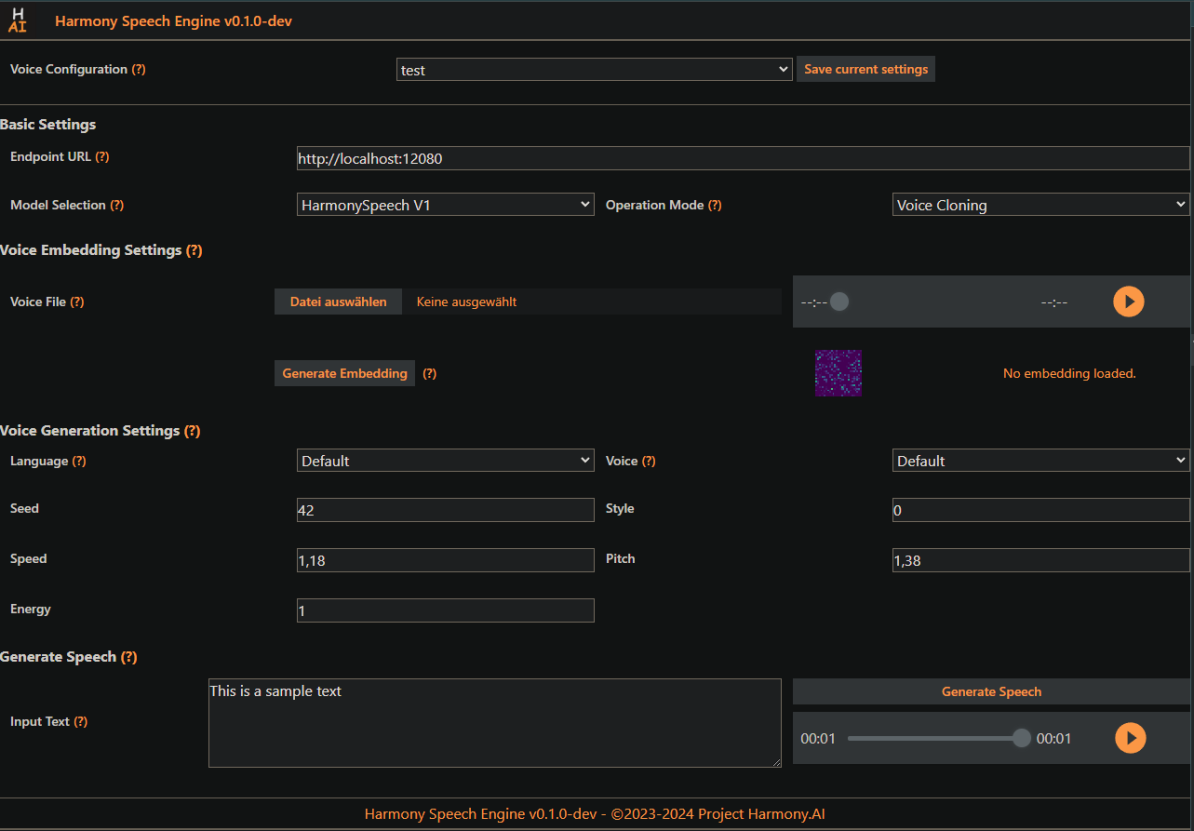 H
AI
Harmony Speech Engine v0.1.0-dev
Voice Configuration (?) test Save current settings
Basic Settings
Endpoint URL (?) http://localhost:12080
Model Selection (?) HarmonySpeech V1 Operation Mode (?) Voice Cloning
Voice Embedding Settings (?)
Voice File (?) Datei auswählen Keine ausgewählt --:-- --:--
Generate Embedding (?) No embedding loaded.
Voice Generation Settings (?)
Language (?) Default Voice (?) Default
Seed 42 Style 0
Speed 1,18 Pitch 1,38
Energy 1
Generate Speech (?)
This is a sample text Generate Speech
Input Text (?)
00:01 00:01
Harmony Speech Engine v0.1.0-dev - ©2023-2024 Project Harmony.AI